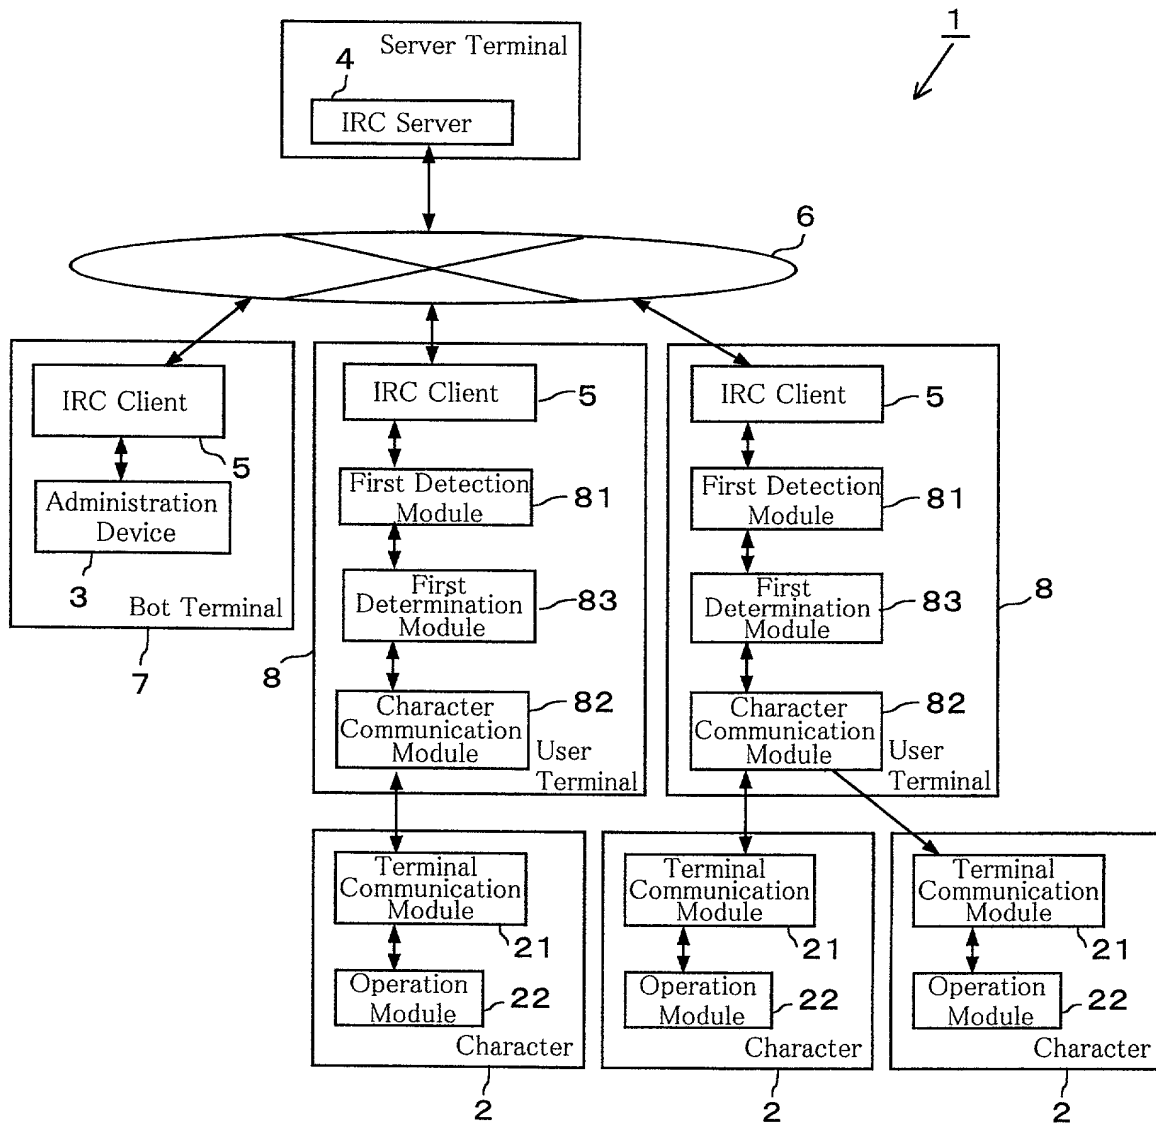 1
Server Terminal
4
IRC Server
6
IRC Client
5
Administration
Device
3
Bot Terminal
7
IRC Client
5
First Detection
Module
81
First
Determination
Module
83
Character
Communication
Module
82
User
Terminal
8
IRC Client
5
First Detection
Module
81
First
Determination
Module
83
Character
Communication
Module
82
User
Terminal
8
Terminal
Communication
Module
21
Operation
Module
22
Character
2
Terminal
Communication
Module
21
Operation
Module
22
Character
2
Terminal
Communication
Module
21
Operation
Module
22
Character
2